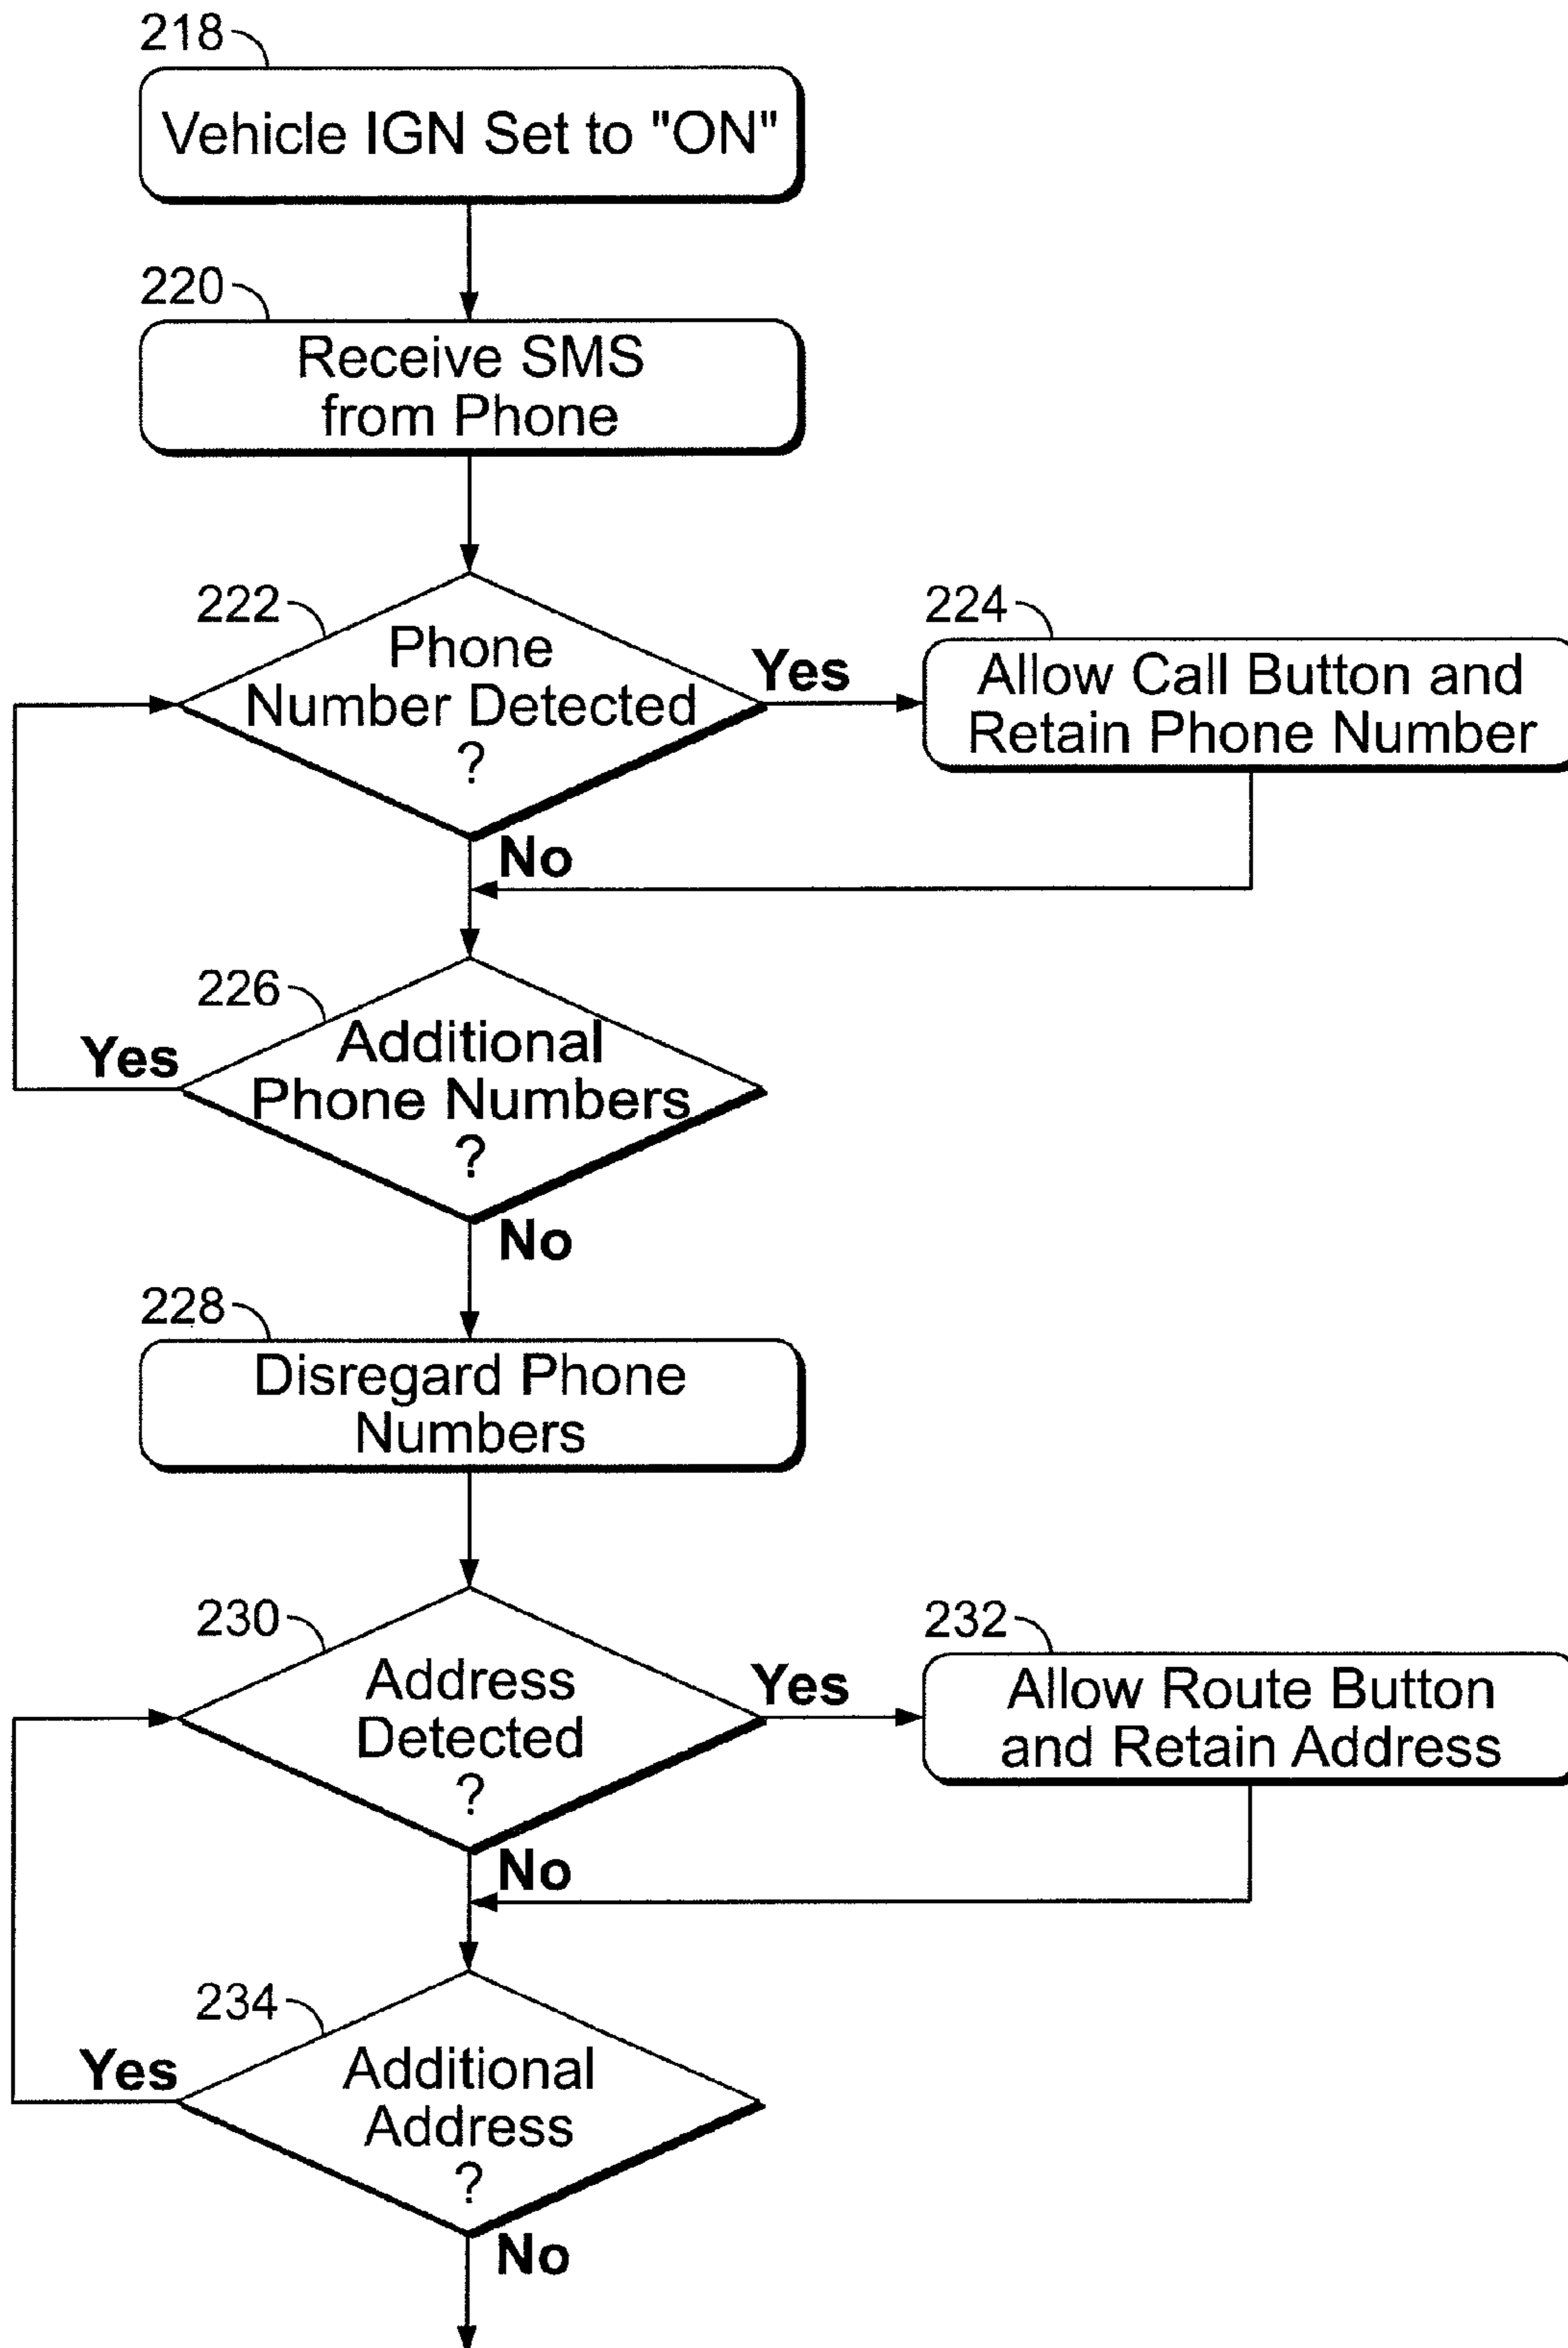 218
Vehicle IGN Set to "ON"
220
Receive SMS
from Phone
222
Phone
Number Detected
?
Yes
224
Allow Call Button and
Retain Phone Number
No
226
Additional
Phone Numbers
?
Yes
No
228
Disregard Phone
Numbers
230
Address
Detected
?
Yes
232
Allow Route Button
and Retain Address
No
234
Additional
Address
?
Yes
No